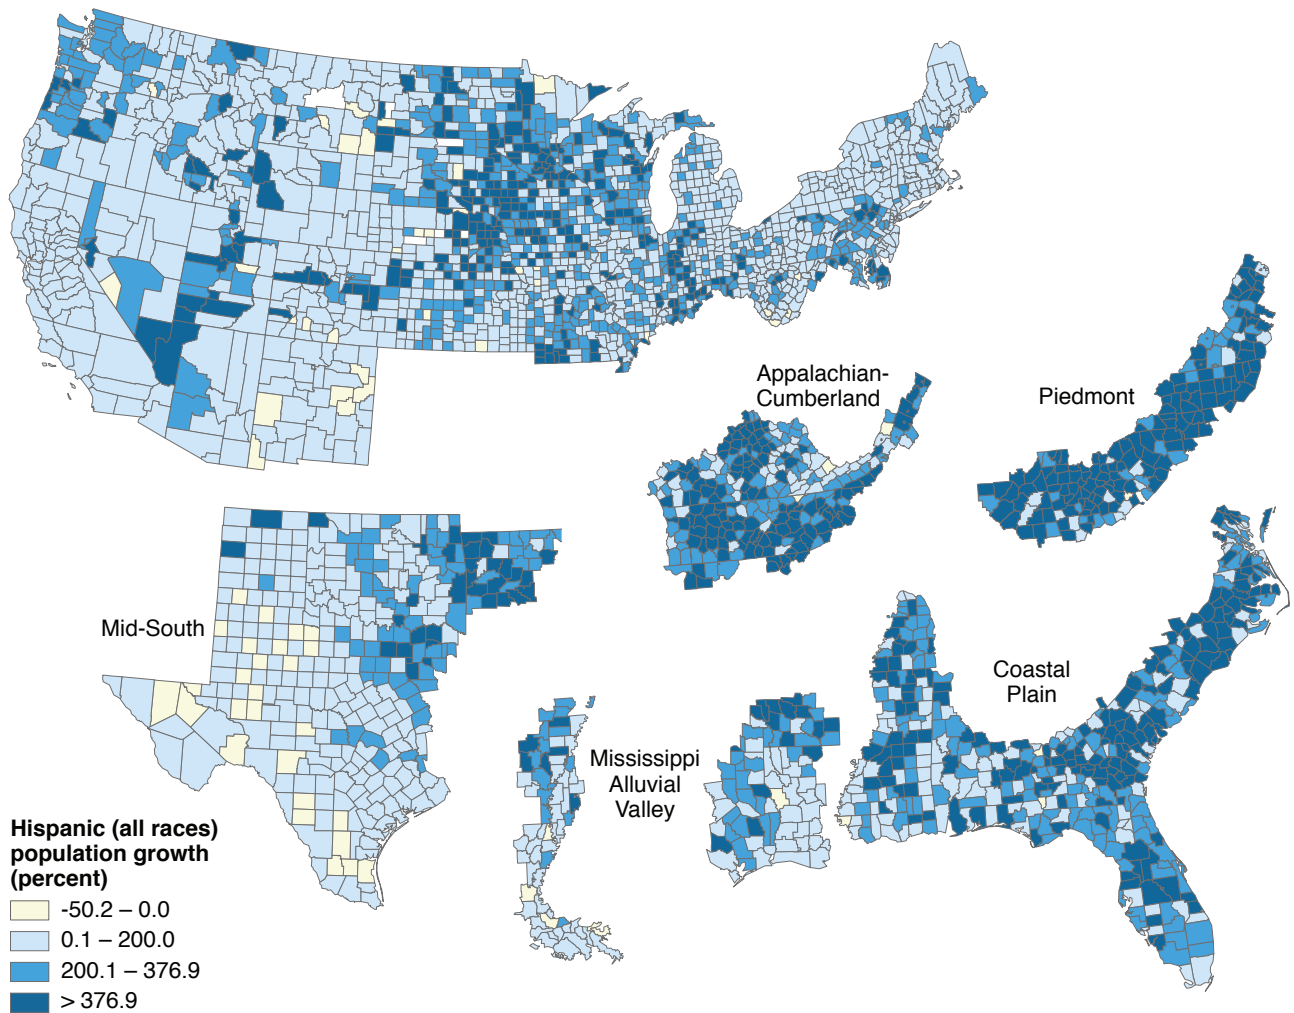 Appalachian-
Cumberland
Piedmont
Mid-South
Coastal
Plain
Mississippi
Alluvial
Valley
Hispanic (all races)
population growth
(percent)
-50.2 – 0.0
0.1 – 200.0
200.1 – 376.9
> 376.9